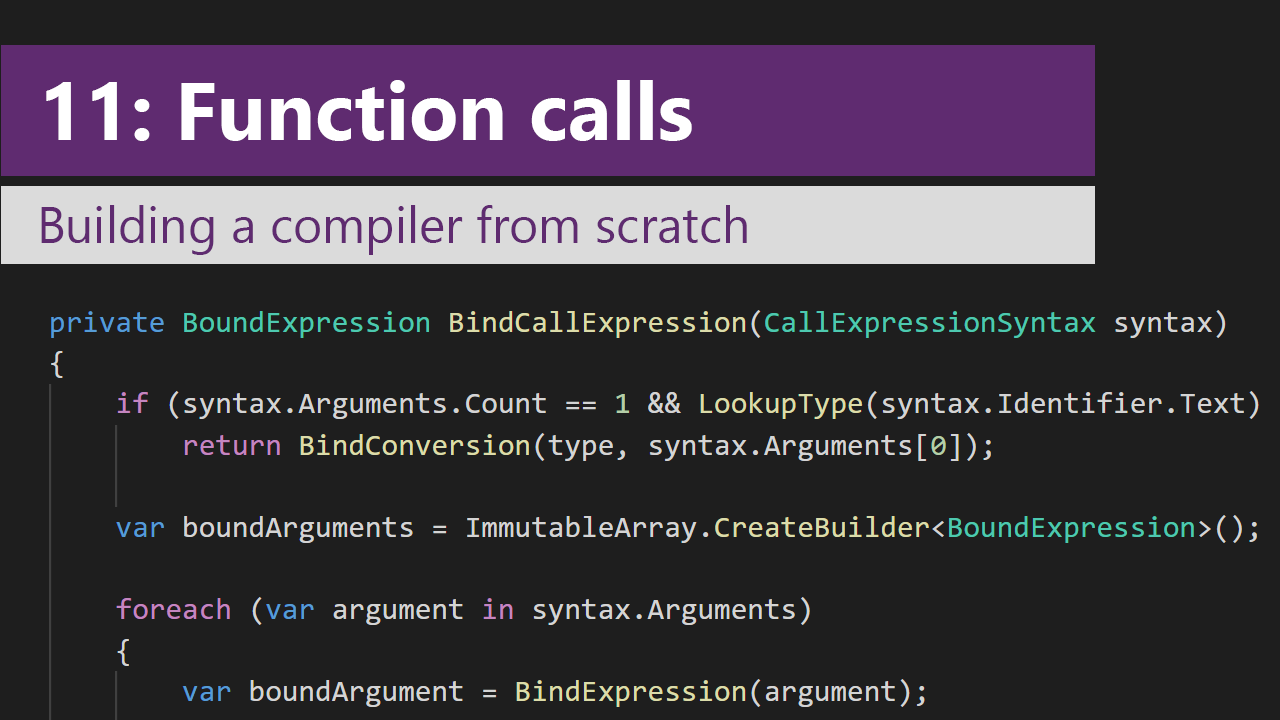 11: Function calls
Building a compiler from scratch
private BoundExpression BindCallExpression(CallExpressionSyntax syntax)
{
if (syntax.Arguments.Count == 1 && LookupType(syntax.Identifier.Text)
return BindConversion(type, syntax.Arguments[0]);
var boundArguments = ImmutableArray.CreateBuilder<BoundExpression>();
foreach (var argument in syntax.Arguments)
{
var boundArgument = BindExpression(argument);